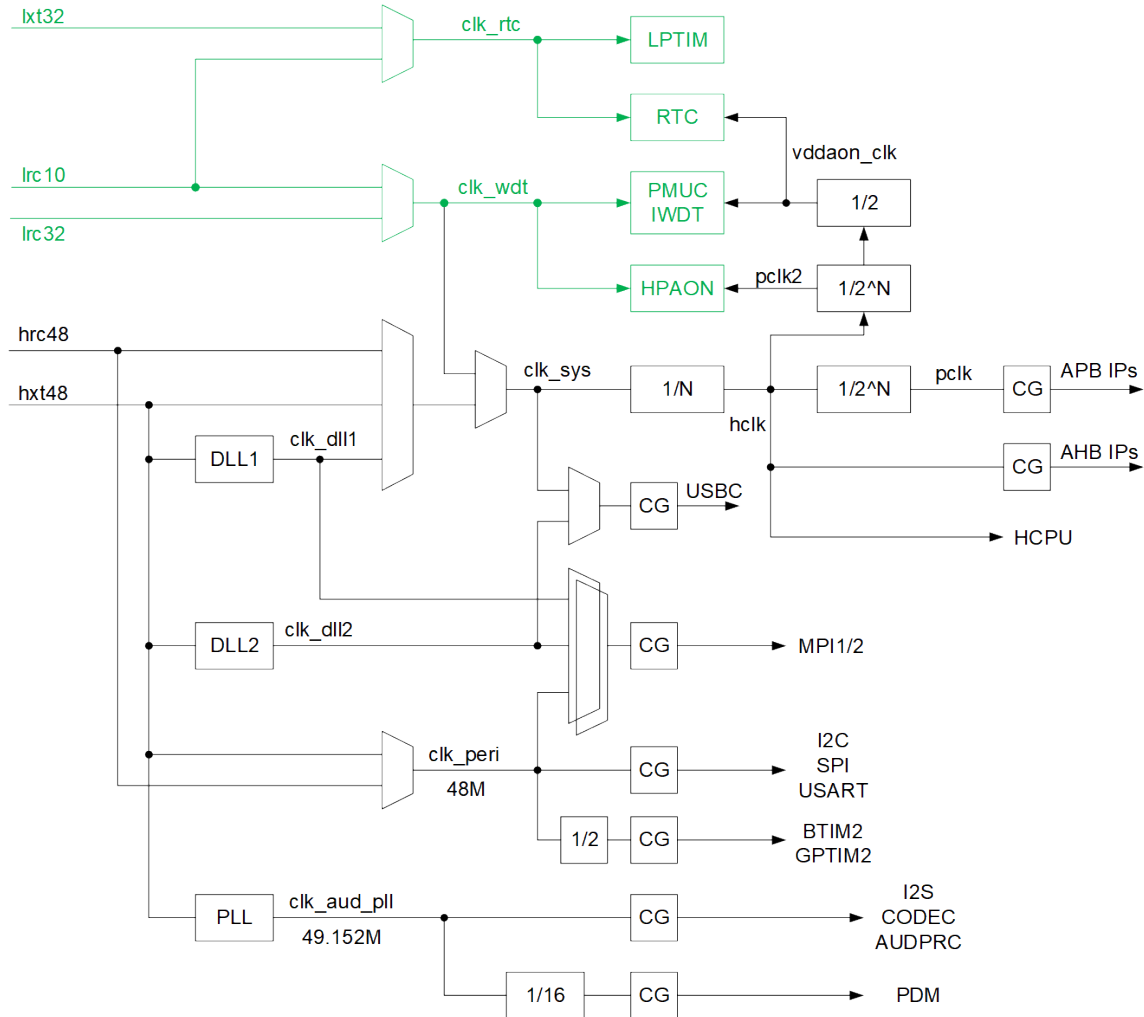 lxt32
clk_rtc
LPTIM
RTC
vddaon_clk
lrc10
clk_wdt
PMUC
IWDT
1/2
lrc32
HPAON
pclk2
1/2^N
hrc48
clk_sys
1/N
hclk
1/2^N
pclk
CG
APB IPs
hxt48
DLL1
clk_dll1
CG
AHB IPs
CG
USBC
HCPU
DLL2
clk_dll2
CG
MPI1/2
clk_peri
48M
CG
I2C
SPI
USART
1/2
CG
BTIM2
GPTIM2
PLL
clk_aud_pll
49.152M
CG
I2S
CODEC
AUDPRC
1/16
CG
PDM